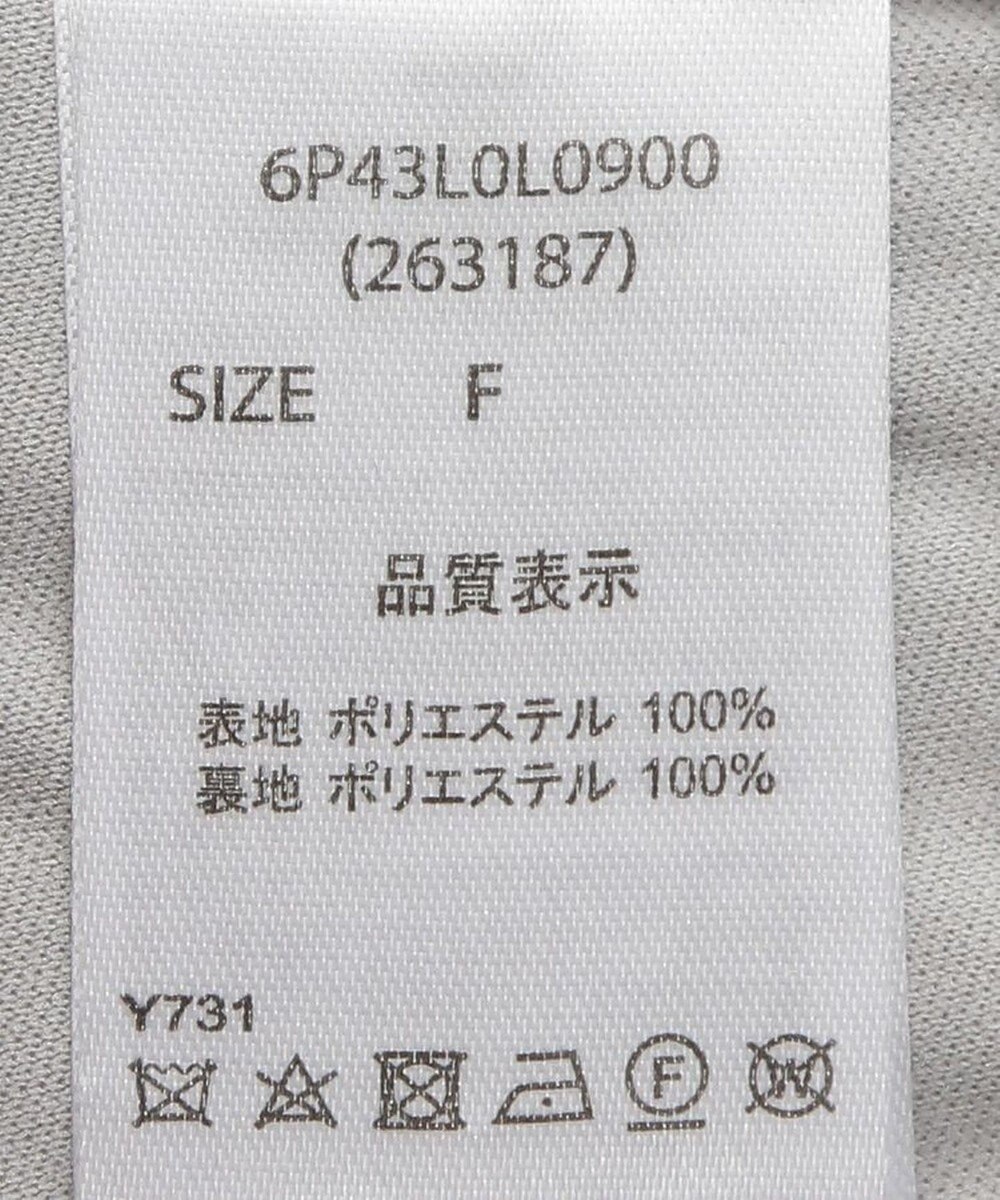 6P43L0L0900
(263187)
SIZE F
品質表示
表地 ポリエステル 100%
裏地 ポリエステル 100%
Y731
F W